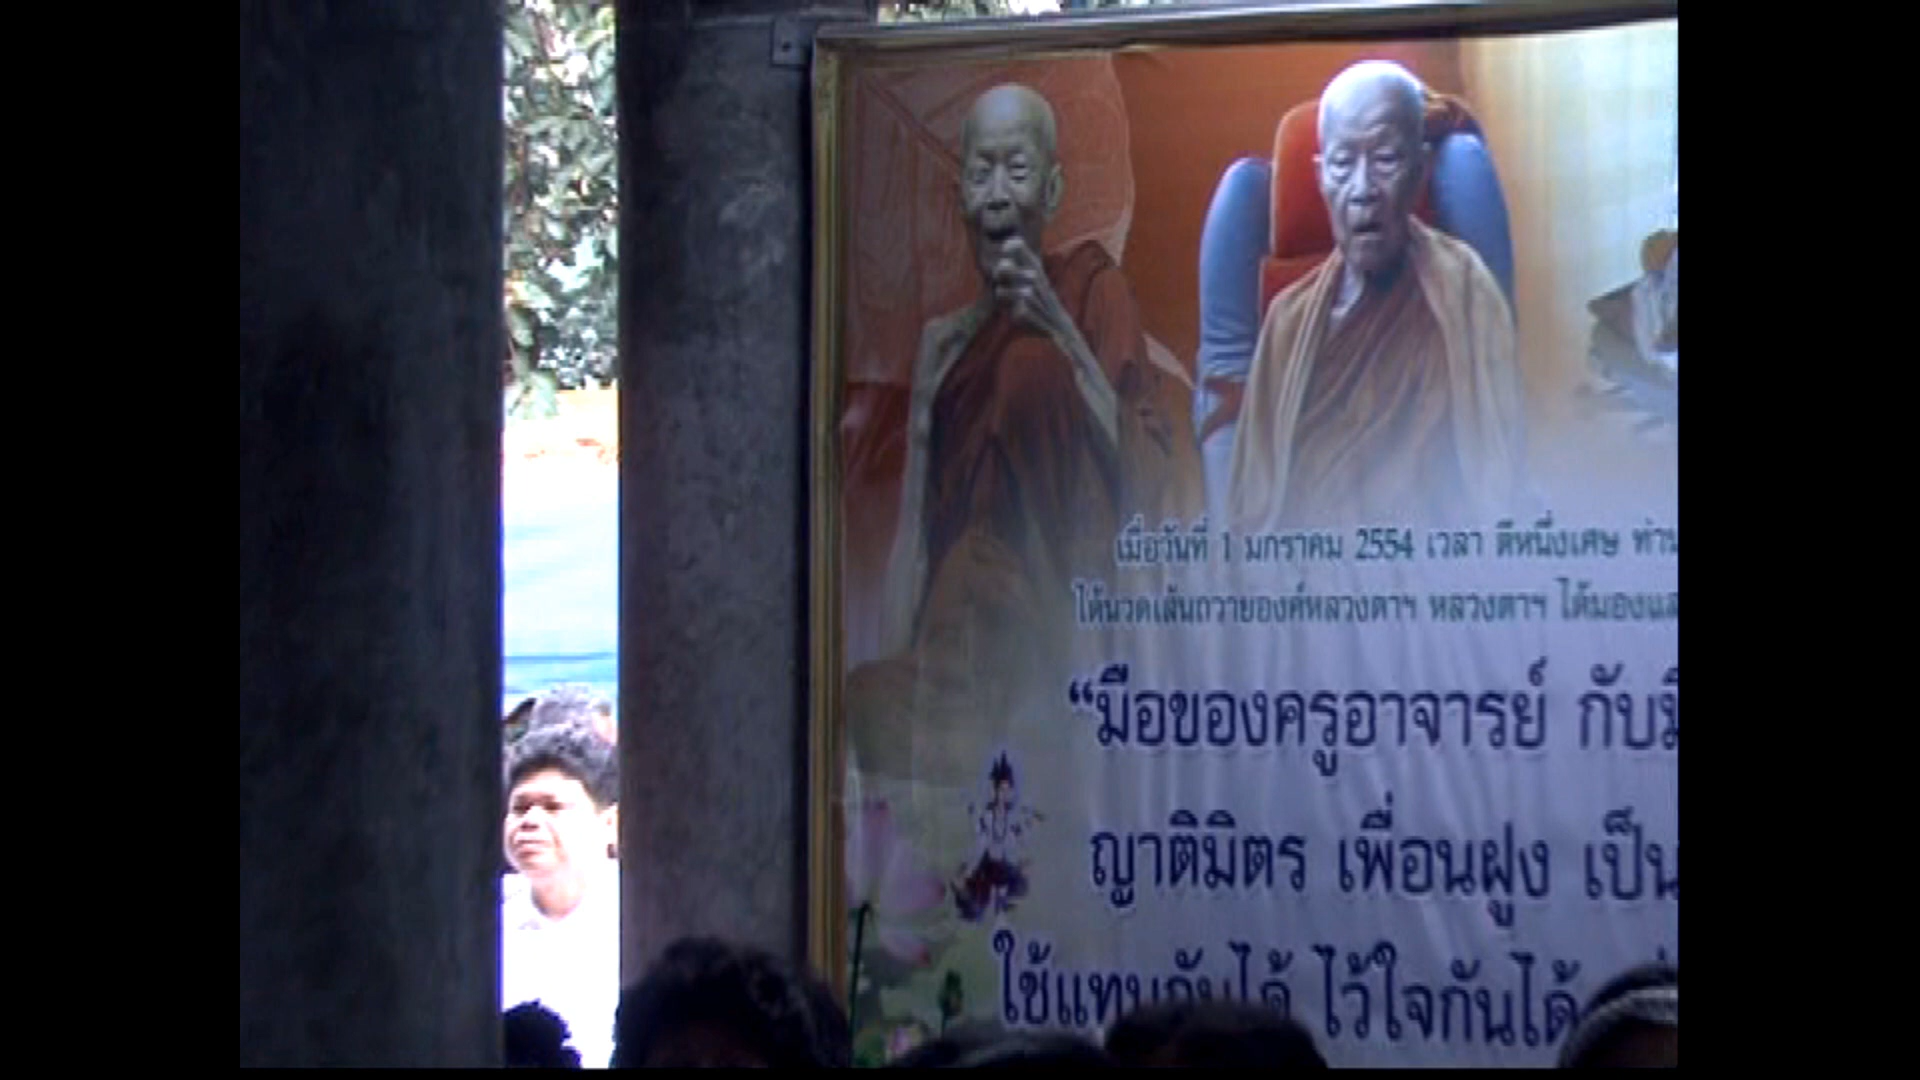 เมื่อวันที่ 1 มกราคม 2554 เวลา ตีหนึ่งเศษ ท่าน
ได้นวดเส้นถวายองค์หลวงตาฯ หลวงตาฯ ได้มองและ
“มือของครูอาจารย์ กับมื
ญาติมิตร เพื่อนฝูง เป็น
ใช้แทนกันได้ ไว้ใจกันได้